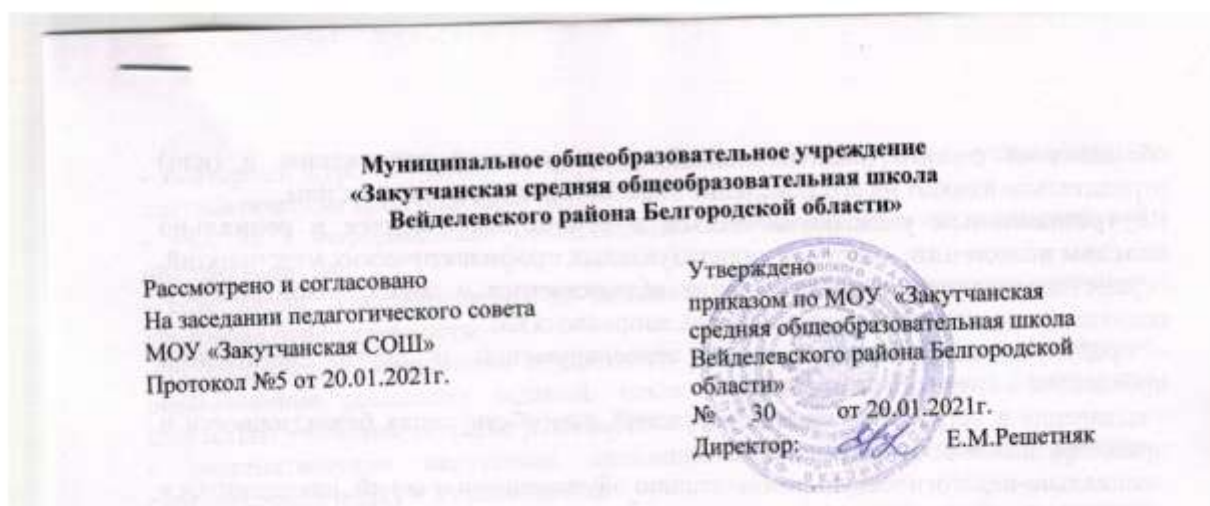 Муниципальное общеобразовательное учреждение
«Закутчанская средняя общеобразовательная школа
Вейделевского района Белгородской области»
Рассмотрено и согласовано
На заседании педагогического совета
МОУ «Закутчанская СОШ»
Протокол №5 от 20.01.2021г.
Утверждено
приказом по МОУ «Закутчанская
средняя общеобразовательная школа
Вейделевского района Белгородской
области»
№ 30 от 20.01.2021г.
Директор: Е.М.Решетняк